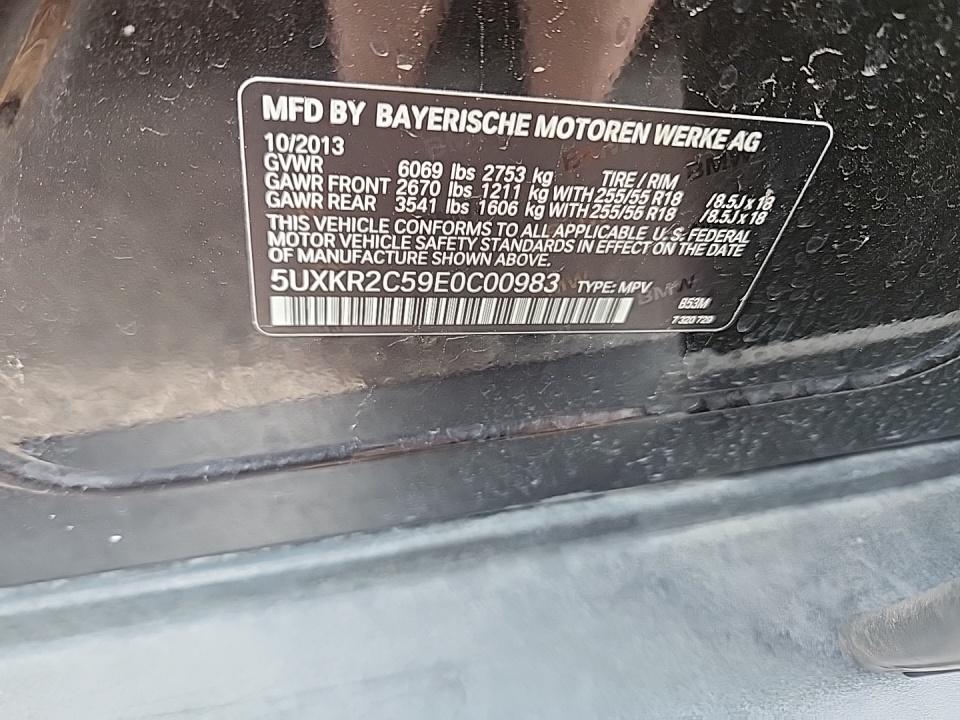 MFD BY BAYERISCHE MOTOREN WERKE AG
10/2013
GVWR 6069 lbs 2753 kg TIRE / RIM
GAWR FRONT 2670 lbs 1211 kg WITH 255/55 R18 / 8.5J x 18
GAWR REAR 3541 lbs 1606 kg WITH 255/55 R18 / 8.5J x 18
THIS VEHICLE CONFORMS TO ALL APPLICABLE U.S. FEDERAL
MOTOR VEHICLE SAFETY STANDARDS IN EFFECT ON THE DATE
OF MANUFACTURE SHOWN ABOVE.
5UXKR2C59E0C00983 TYPE: MPV
B53M
7320729
BMW
BMW